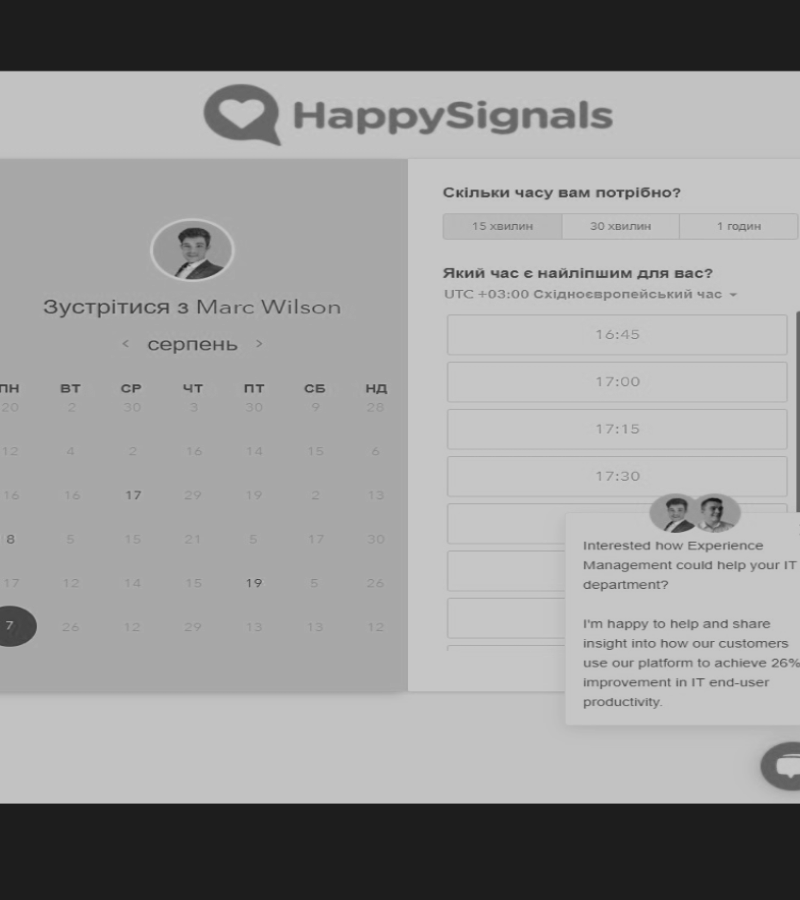 HappySignals
Зустрітися з Marc Wilson
серпень
ПН ВТ СР ЧТ ПТ СБ НД
20 2 30 3 30 9 28
12 4 2 16 14 15 6
16 16 17 29 19 2 13
8 5 15 21 5 17 30
17 12 14 15 19 5 26
7 26 12 29 13 13 12
Скільки часу вам потрібно?
15 хвилин 30 хвилин 1 годин
Який час є найліпшим для вас?
UTC +03:00 Східноєвропейський час
16:45
17:00
17:15
17:30
Interested how Experience
Management could help your IT
department?
I'm happy to help and share
insight into how our customers
use our platform to achieve 26%
improvement in IT end-user
productivity.